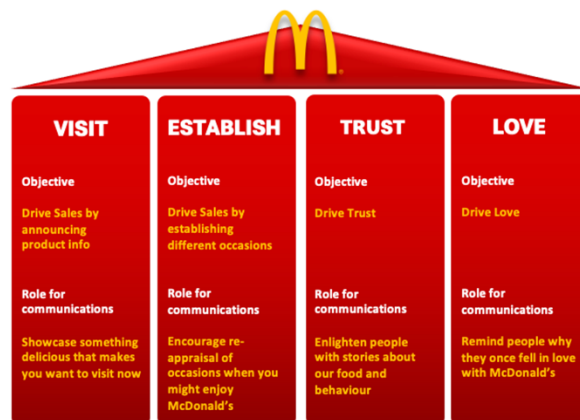 VISIT
Objective
Drive Sales by
announcing
product info
Role for
communications
Showcase something
delicious that makes
you want to visit now
ESTABLISH
Objective
Drive Sales by
establishing
different occasions
Role for
communications
Encourage re-
appraisal of
occasions when you
might enjoy
McDonald's
TRUST
Objective
Drive Trust
Role for
communications
Enlighten people
with stories about
our food and
behaviour
LOVE
Objective
Drive Love
Role for
communications
Remind people why
they once fell in love
with McDonald's